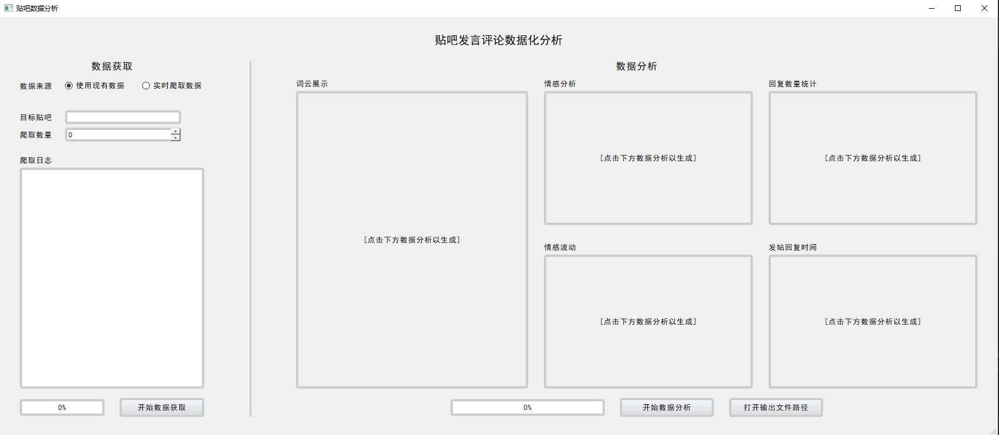 贴吧数据分析
贴吧发言评论数据化分析
数据获取
数据来源 使用现有数据 实时爬取数据
目标贴吧
爬取数量 0
爬取日志
0% 开始数据获取
数据分析
词云展示
[点击下方数据分析以生成]
情感分析
[点击下方数据分析以生成]
回复数量统计
[点击下方数据分析以生成]
情感波动
[点击下方数据分析以生成]
发帖回复时间
[点击下方数据分析以生成]
0% 开始数据分析 打开输出文件路径